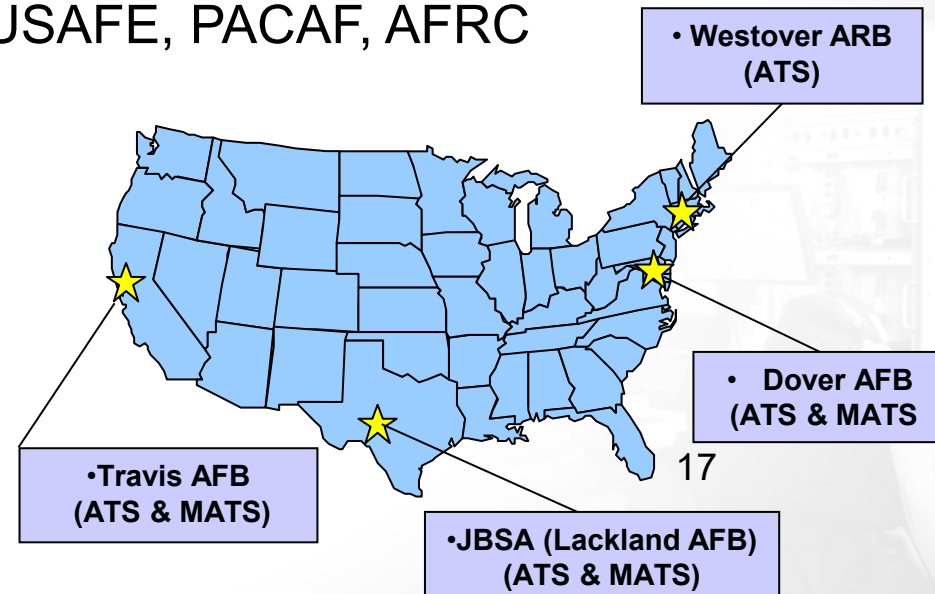 USAFE, PACAF, AFRC
• Westover ARB
(ATS)
• Dover AFB
(ATS & MATS
17
•Travis AFB
(ATS & MATS)
•JBSA (Lackland AFB)
(ATS & MATS)